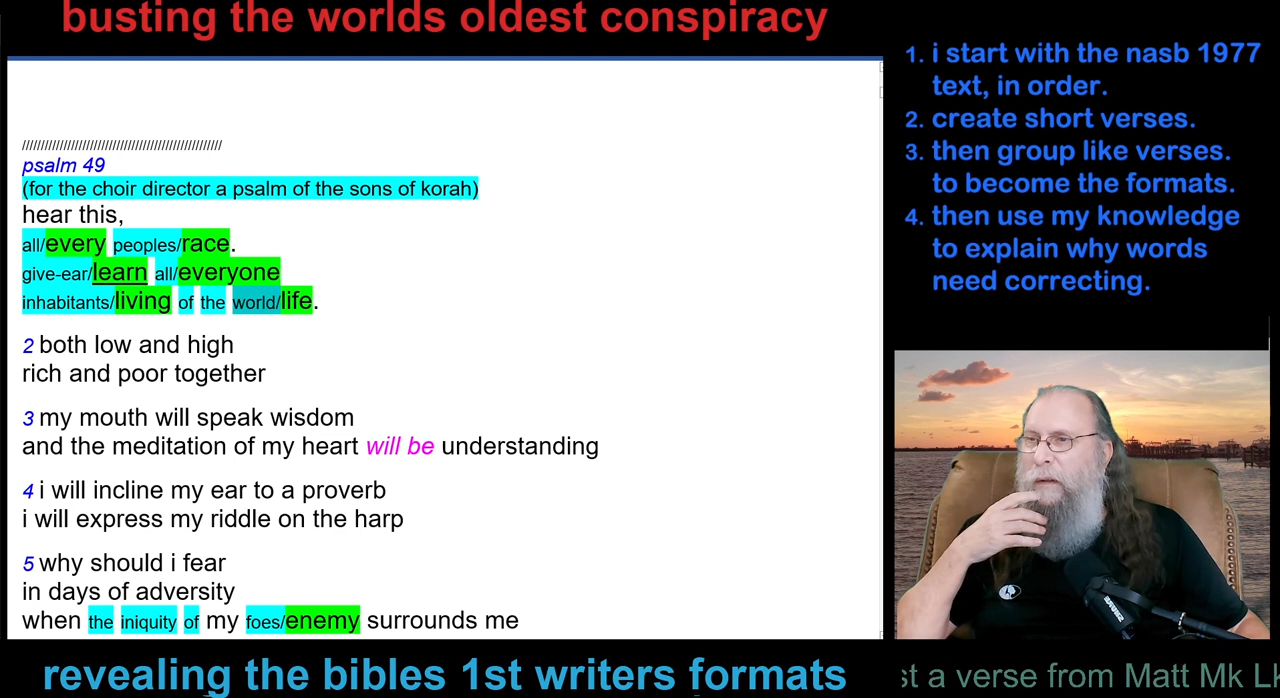 busting the worlds oldest conspiracy
////////////////////////////////////////////////////////
psalm 49
(for the choir director a psalm of the sons of korah)
hear this,
all/every peoples/race.
give-ear/learn all/everyone
inhabitants/living of the world/life.
2 both low and high
rich and poor together
3 my mouth will speak wisdom
and the meditation of my heart will be understanding
4 i will incline my ear to a proverb
i will express my riddle on the harp
5 why should i fear
in days of adversity
when the iniquity of my foes/enemy surrounds me
revealing the bibles 1st writers formats
1. i start with the nasb 1977
text, in order.
2. create short verses.
3. then group like verses.
to become the formats.
4. then use my knowledge
to explain why words
need correcting.
a verse from Matt Mk